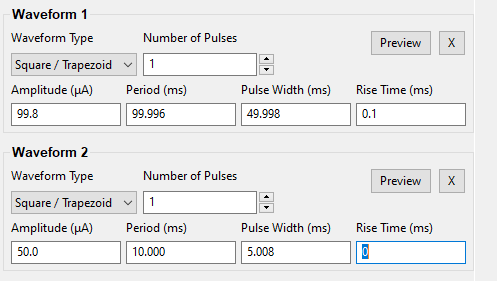 Waveform 1
Waveform Type Number of Pulses
Preview X
Square / Trapezoid 1
Amplitude (µA) Period (ms) Pulse Width (ms) Rise Time (ms)
99.8 99.996 49.998 0.1
Waveform 2
Waveform Type Number of Pulses
Preview X
Square / Trapezoid 1
Amplitude (µA) Period (ms) Pulse Width (ms) Rise Time (ms)
50.0 10.000 5.008 0